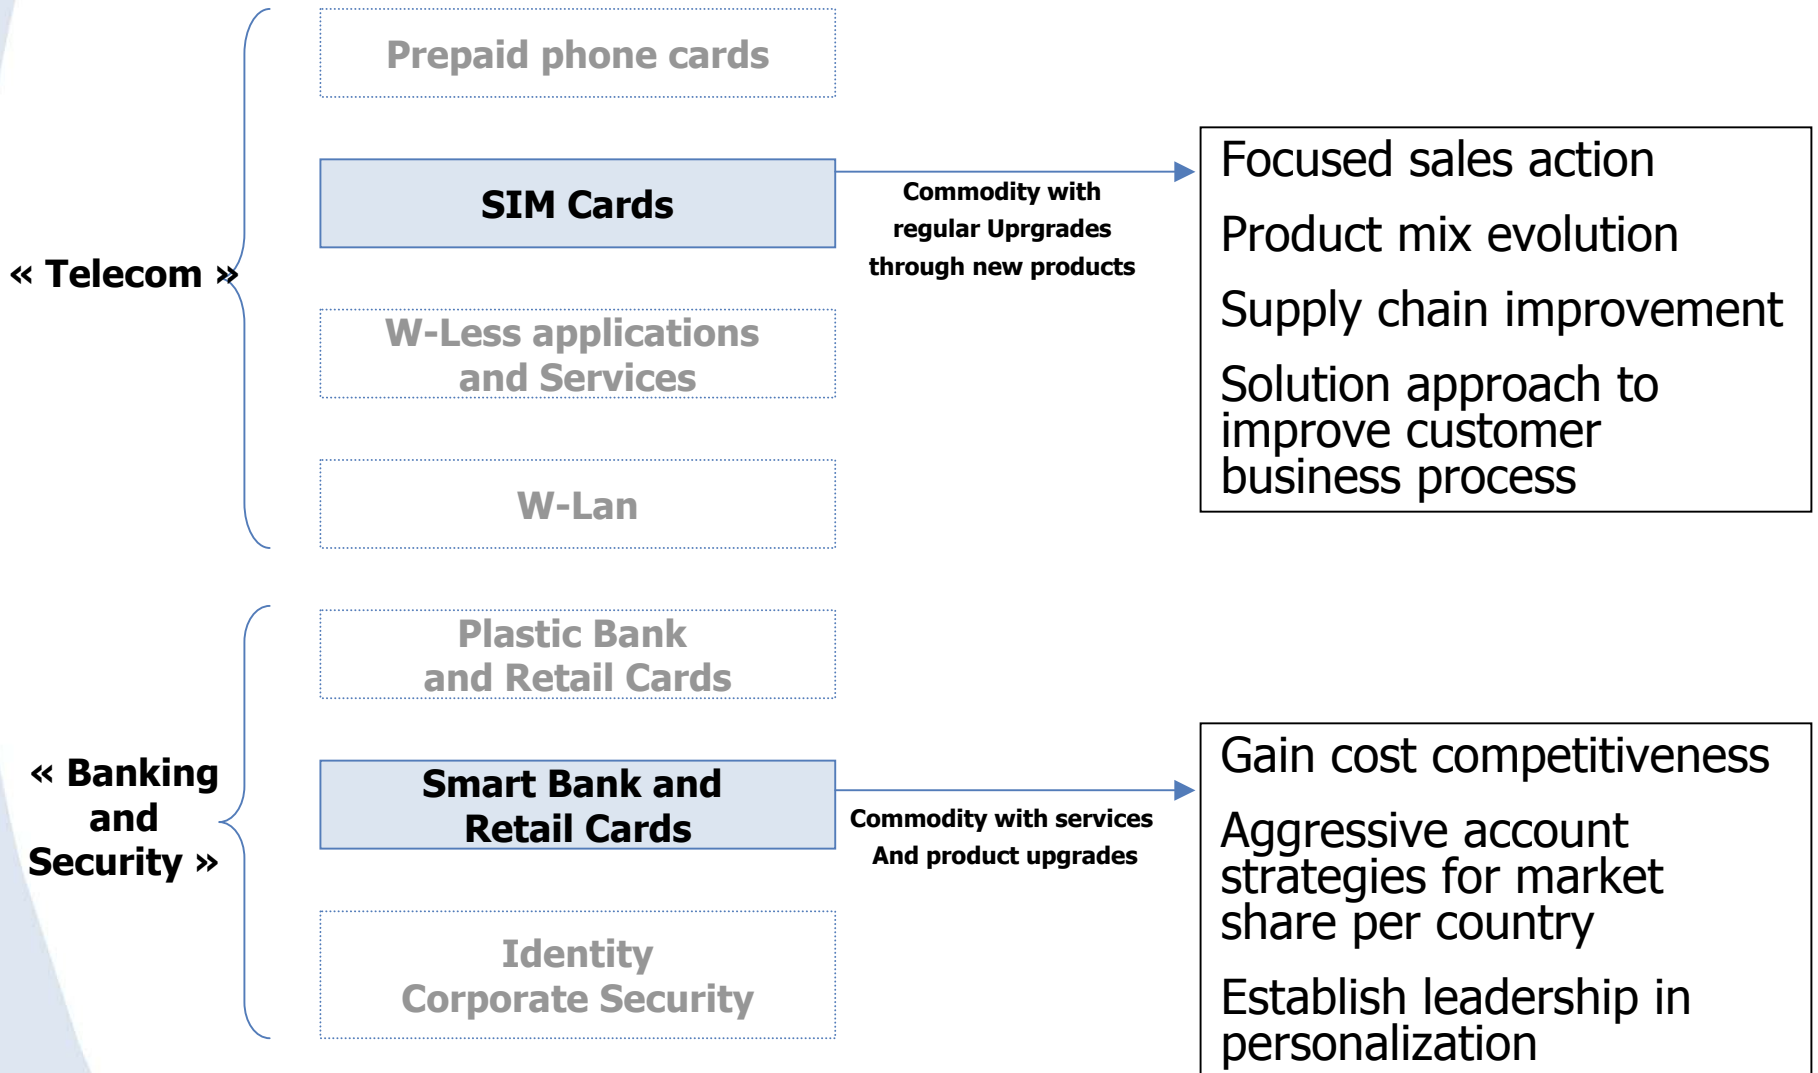 Prepaid phone cards
SIM Cards
« Telecom »
W-Less applications
and Services
W-Lan
Commodity with
regular Uprgrades
through new products
Focused sales action
Product mix evolution
Supply chain improvement
Solution approach to
improve customer
business process
Plastic Bank
and Retail Cards
« Banking
and
Security »
Smart Bank and
Retail Cards
Identity
Corporate Security
Commodity with services
And product upgrades
Gain cost competitiveness
Aggressive account
strategies for market
share per country
Establish leadership in
personalization